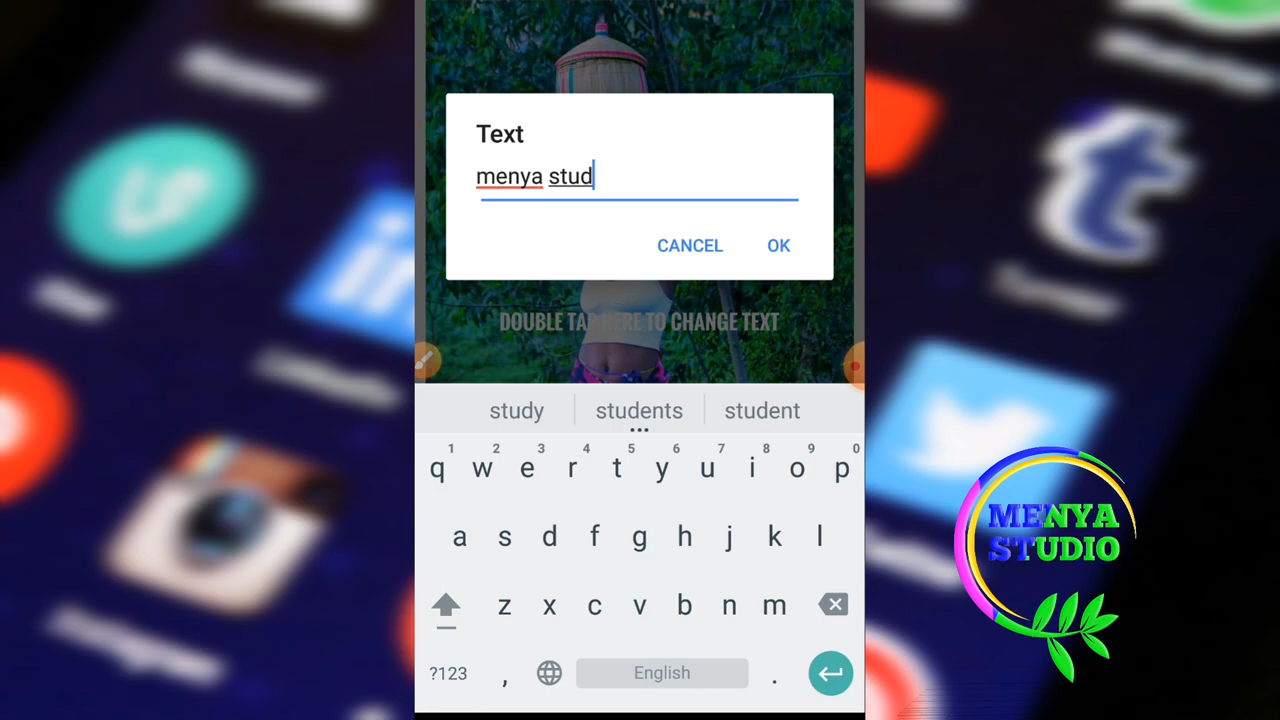 Text
menya stud
CANCEL
OK
DOUBLE TAP HERE TO CHANGE TEXT
study
students
student
1 2 3 4 5 6 7 8 9 0
q w e r t y u i o p
a s d f g h j k l
z x c v b n m
?123 , English .
in
t
MENYA
STUDIO